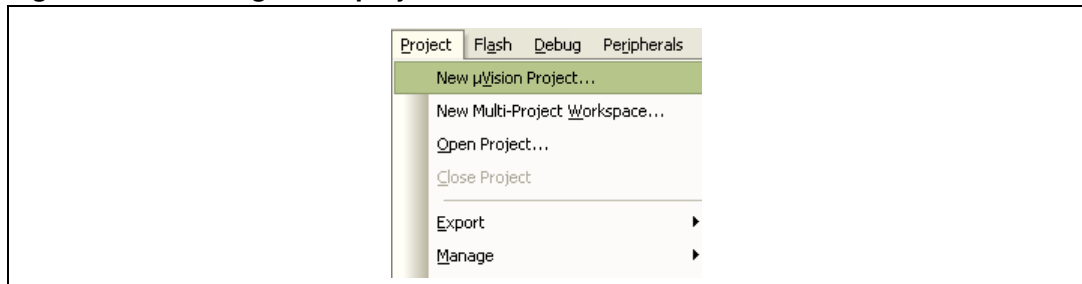 Project Flash Debug Peripherals
New µVision Project...
New Multi-Project Workspace...
Open Project...
Close Project
Export
Manage